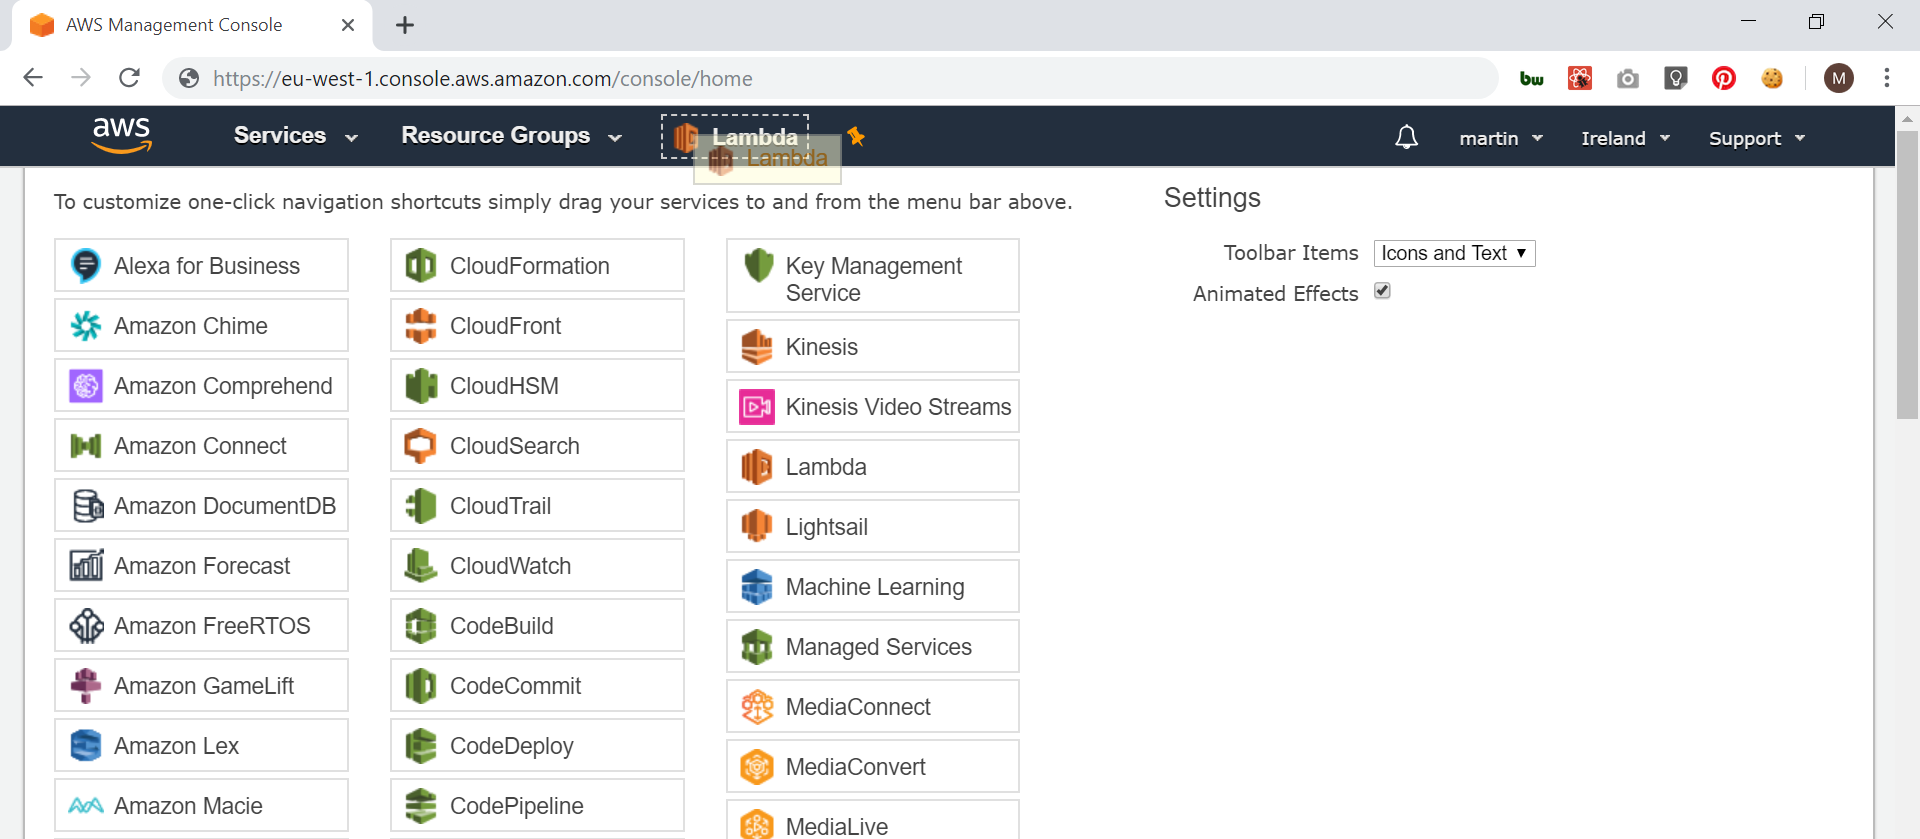 AWS Management Console
https://eu-west-1.console.aws.amazon.com/console/home
bw
M
aws
Services
Resource Groups
Lambda
Lambda
martin
Ireland
Support
To customize one-click navigation shortcuts simply drag your services to and from the menu bar above.
Alexa for Business
Amazon Chime
Amazon Comprehend
Amazon Connect
Amazon DocumentDB
Amazon Forecast
Amazon FreeRTOS
Amazon GameLift
Amazon Lex
Amazon Macie
CloudFormation
CloudFront
CloudHSM
CloudSearch
CloudTrail
CloudWatch
CodeBuild
CodeCommit
CodeDeploy
CodePipeline
Key Management
Service
Kinesis
Kinesis Video Streams
Lambda
Lightsail
Machine Learning
Managed Services
MediaConnect
MediaConvert
MediaLive
Settings
Toolbar Items Icons and Text
Animated Effects